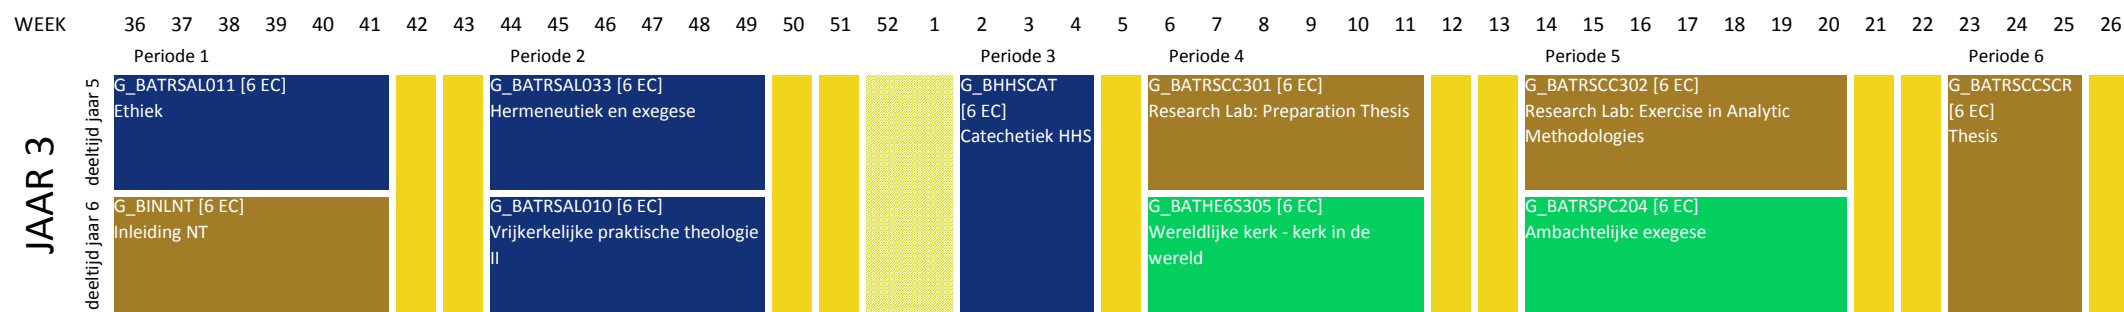 WEEK 36 37 38 39 40 41 42 43 44 45 46 47 48 49 50 51 52 1 2 3 4 5 6 7 8 9 10 11 12 13 14 15 16 17 18 19 20 21 22 23 24 25 26
Periode 1 Periode 2 Periode 3 Periode 4 Periode 5 Periode 6
JAAR 3
deeltijd jaar 5
G_BATRSAL011 [6 EC]
Ethiek
G_BATRSAL033 [6 EC]
Hermeneutiek en exegese
G_BHHSCAT
[6 EC]
Catechetiek HHS
G_BATRSCC301 [6 EC]
Research Lab: Preparation Thesis
G_BATRSCC302 [6 EC]
Research Lab: Exercise in Analytic
Methodologies
G_BATRSCCSCR
[6 EC]
Thesis
deeltijd jaar 6
G_BINLNT [6 EC]
Inleiding NT
G_BATRSAL010 [6 EC]
Vrijkerkelijke praktische theologie
II
G_BATHE6S305 [6 EC]
Wereldlijke kerk - kerk in de
wereld
G_BATRSPC204 [6 EC]
Ambachtelijke exegese